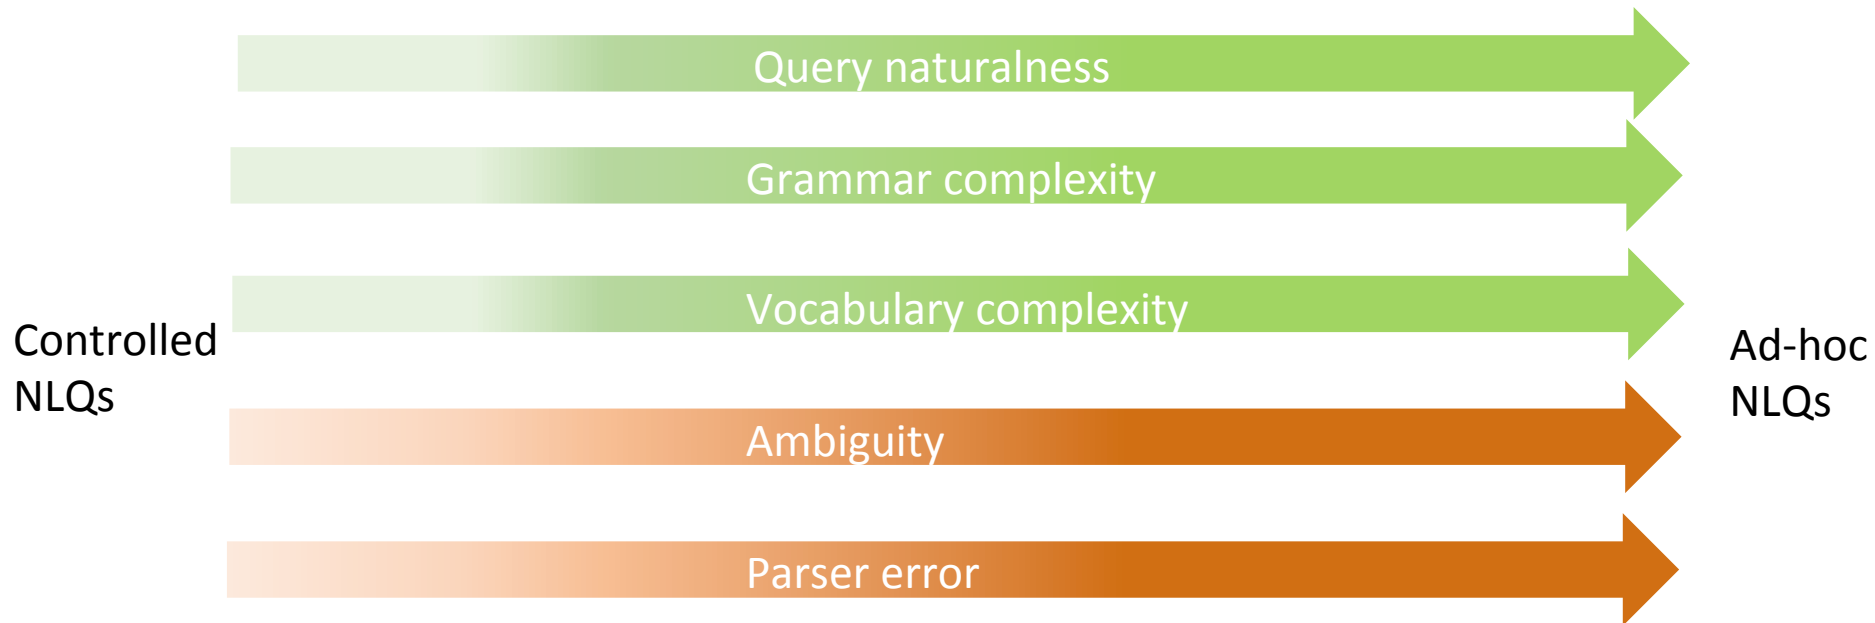 Query naturalness
Grammar complexity
Vocabulary complexity
Controlled
NLQs
Ad-hoc
NLQs
Ambiguity
Parser error